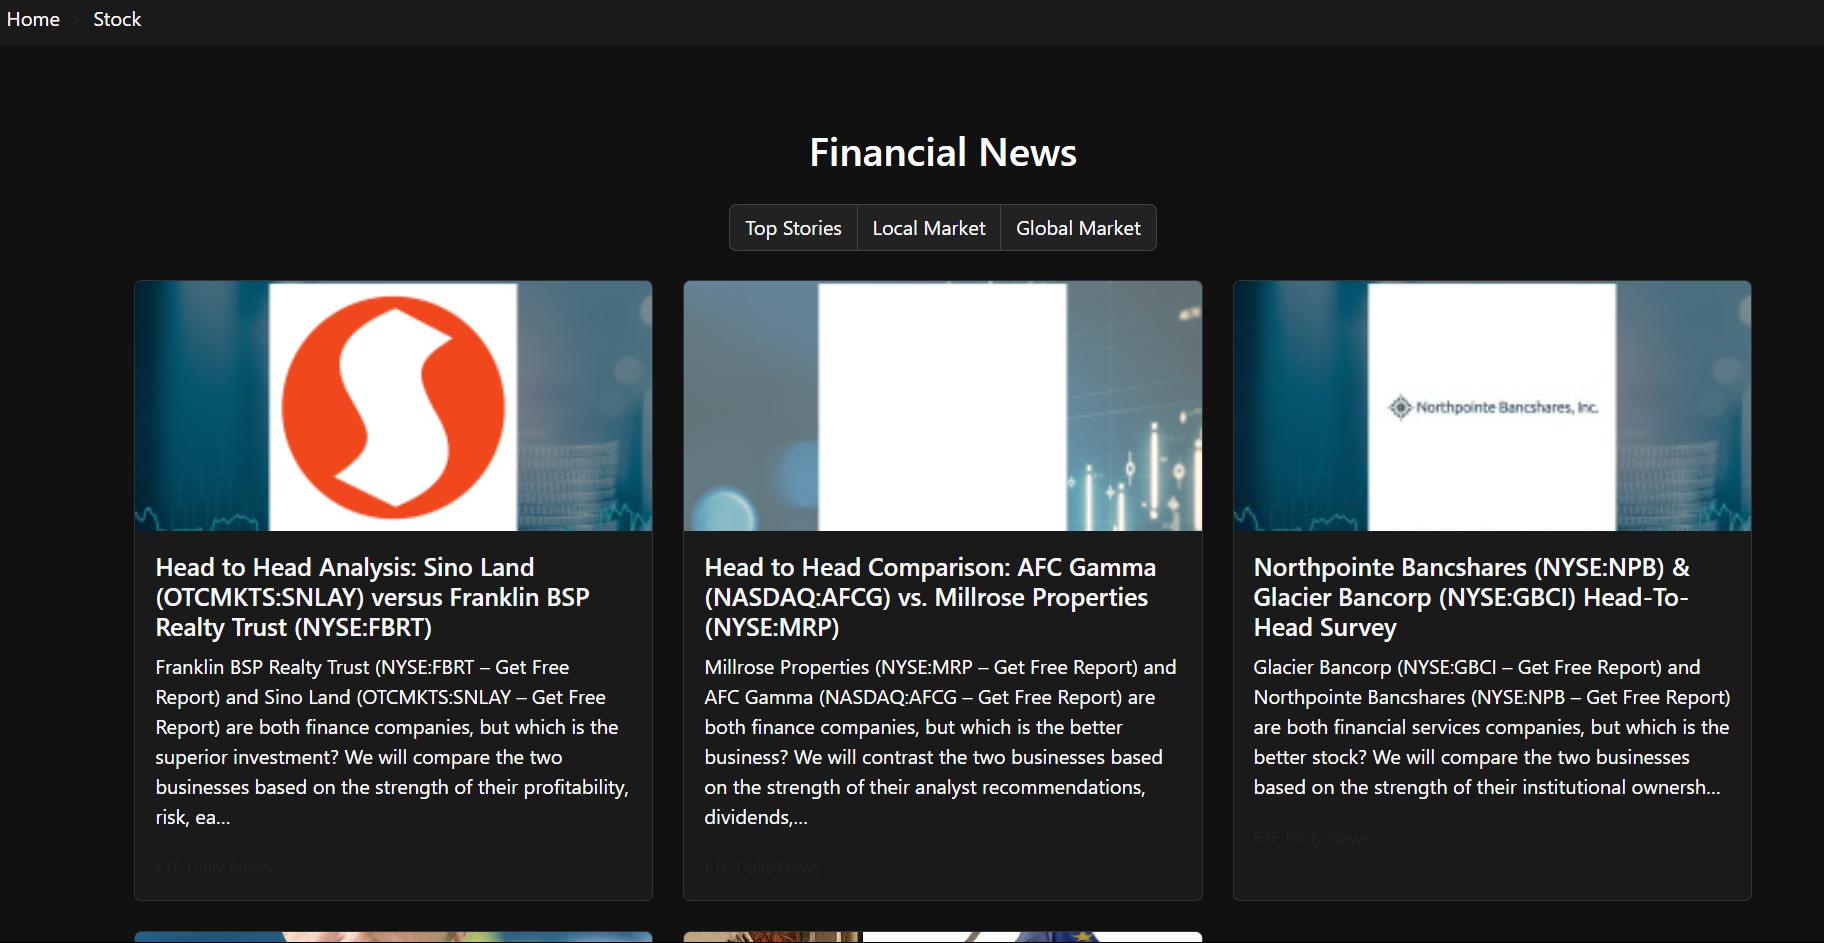 Home > Stock
Financial News
Top Stories
Local Market
Global Market
Head to Head Analysis: Sino Land
(OTCMKTS:SNLAY) versus Franklin BSP
Realty Trust (NYSE:FBRT)
Franklin BSP Realty Trust (NYSE:FBRT – Get Free
Report) and Sino Land (OTCMKTS:SNLAY – Get Free
Report) are both finance companies, but which is the
superior investment? We will compare the two
businesses based on the strength of their profitability,
risk, ea...
ETF Daily News
Head to Head Comparison: AFC Gamma
(NASDAQ:AFCG) vs. Millrose Properties
(NYSE:MRP)
Millrose Properties (NYSE:MRP – Get Free Report) and
AFC Gamma (NASDAQ:AFCG – Get Free Report) are
both finance companies, but which is the better
business? We will contrast the two businesses based
on the strength of their analyst recommendations,
dividends,...
ETF Daily News
Northpointe Bancshares, Inc.
Northpointe Bancshares (NYSE:NPB) &
Glacier Bancorp (NYSE:GBCI) Head-To-
Head Survey
Glacier Bancorp (NYSE:GBCI – Get Free Report) and
Northpointe Bancshares (NYSE:NPB – Get Free Report)
are both financial services companies, but which is the
better stock? We will compare the two businesses
based on the strength of their institutional ownersh...
ETF Daily News